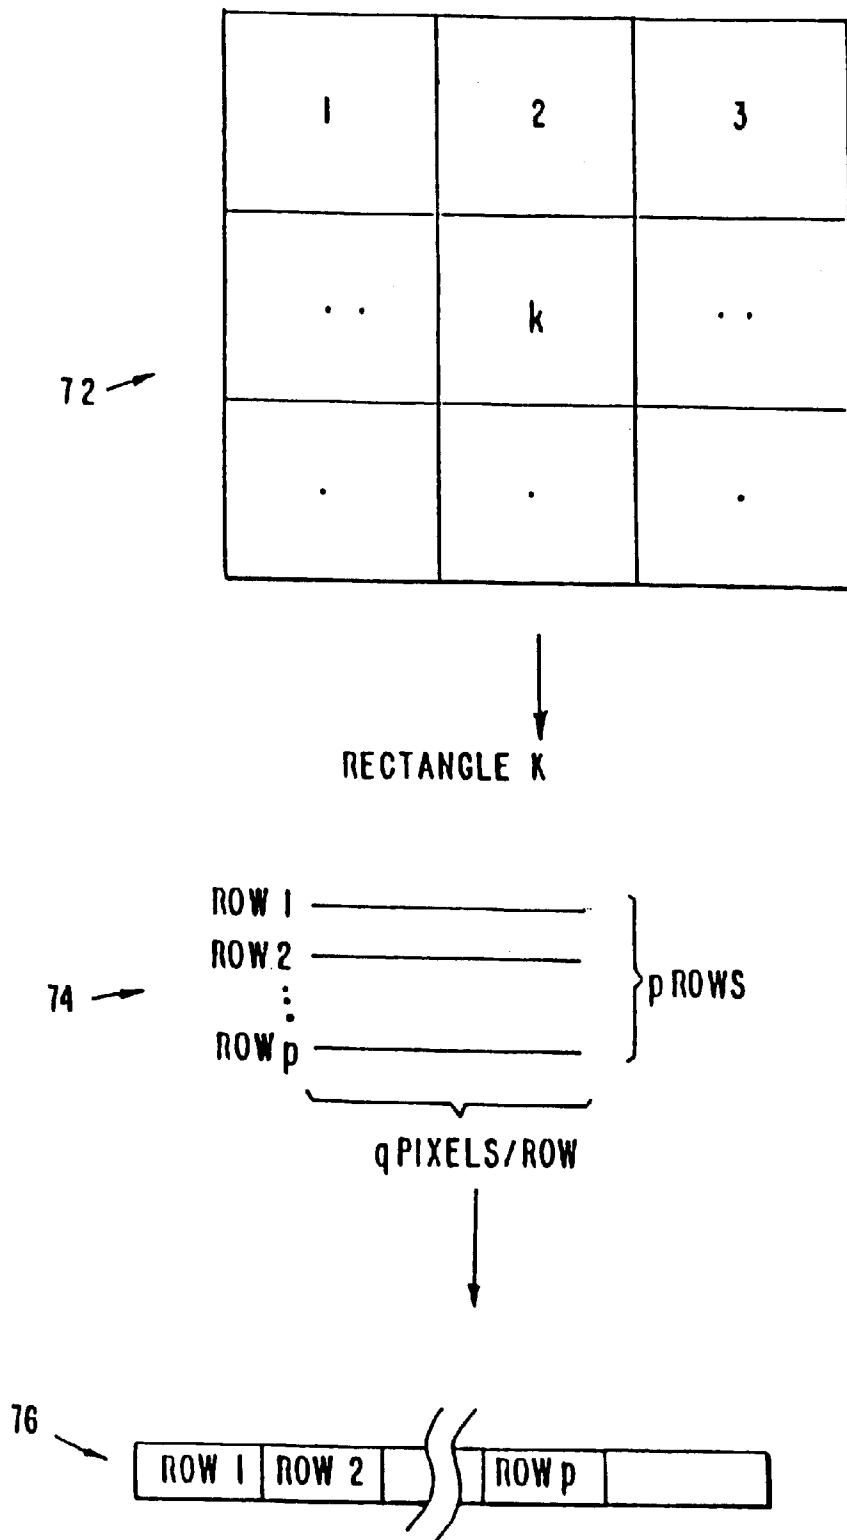 1 2 3
. . k . .
72
. . .
RECTANGLE K
ROW 1
ROW 2
74
⋮
p ROWS
ROW p
q PIXELS/ROW
76
ROW 1 ROW 2 ROW p